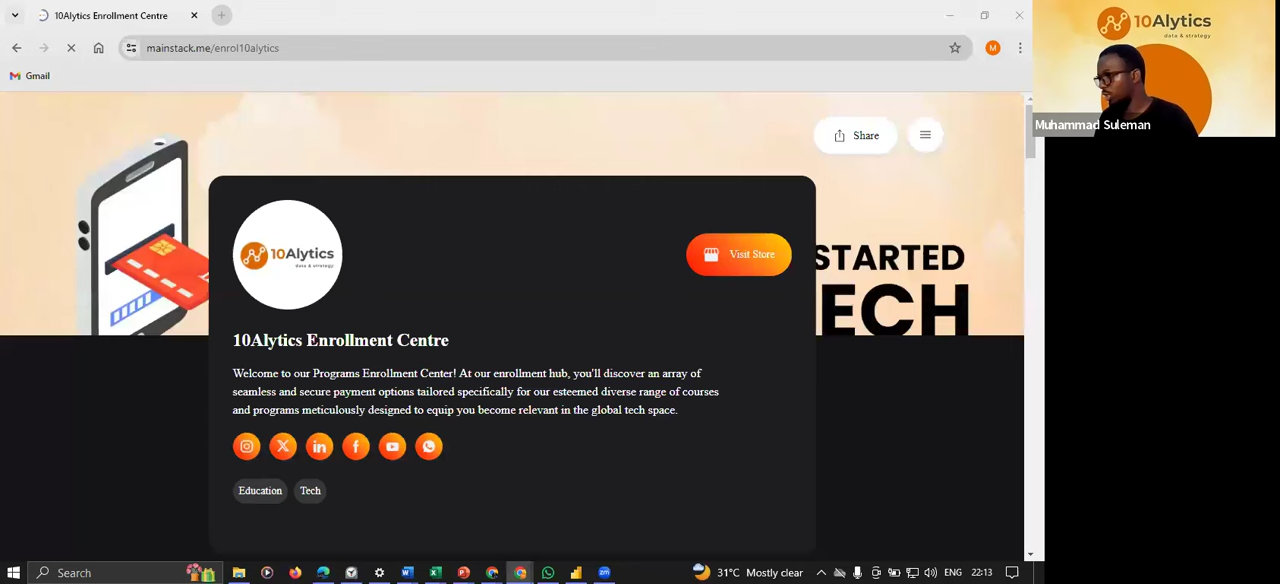 10Alytics Enrollment Centre
mainstack.me/enrol10alytics
M
Gmail
10Alytics
data & strategy
Muhammad Suleman
Share
10Alytics
data & strategy
Visit Store
STARTED
ECH
10Alytics Enrollment Centre
Welcome to our Programs Enrollment Center! At our enrollment hub, you'll discover an array of
seamless and secure payment options tailored specifically for our esteemed diverse range of courses
and programs meticulously designed to equip you become relevant in the global tech space.
Education
Tech
Search
31°C Mostly clear
ENG
22:13